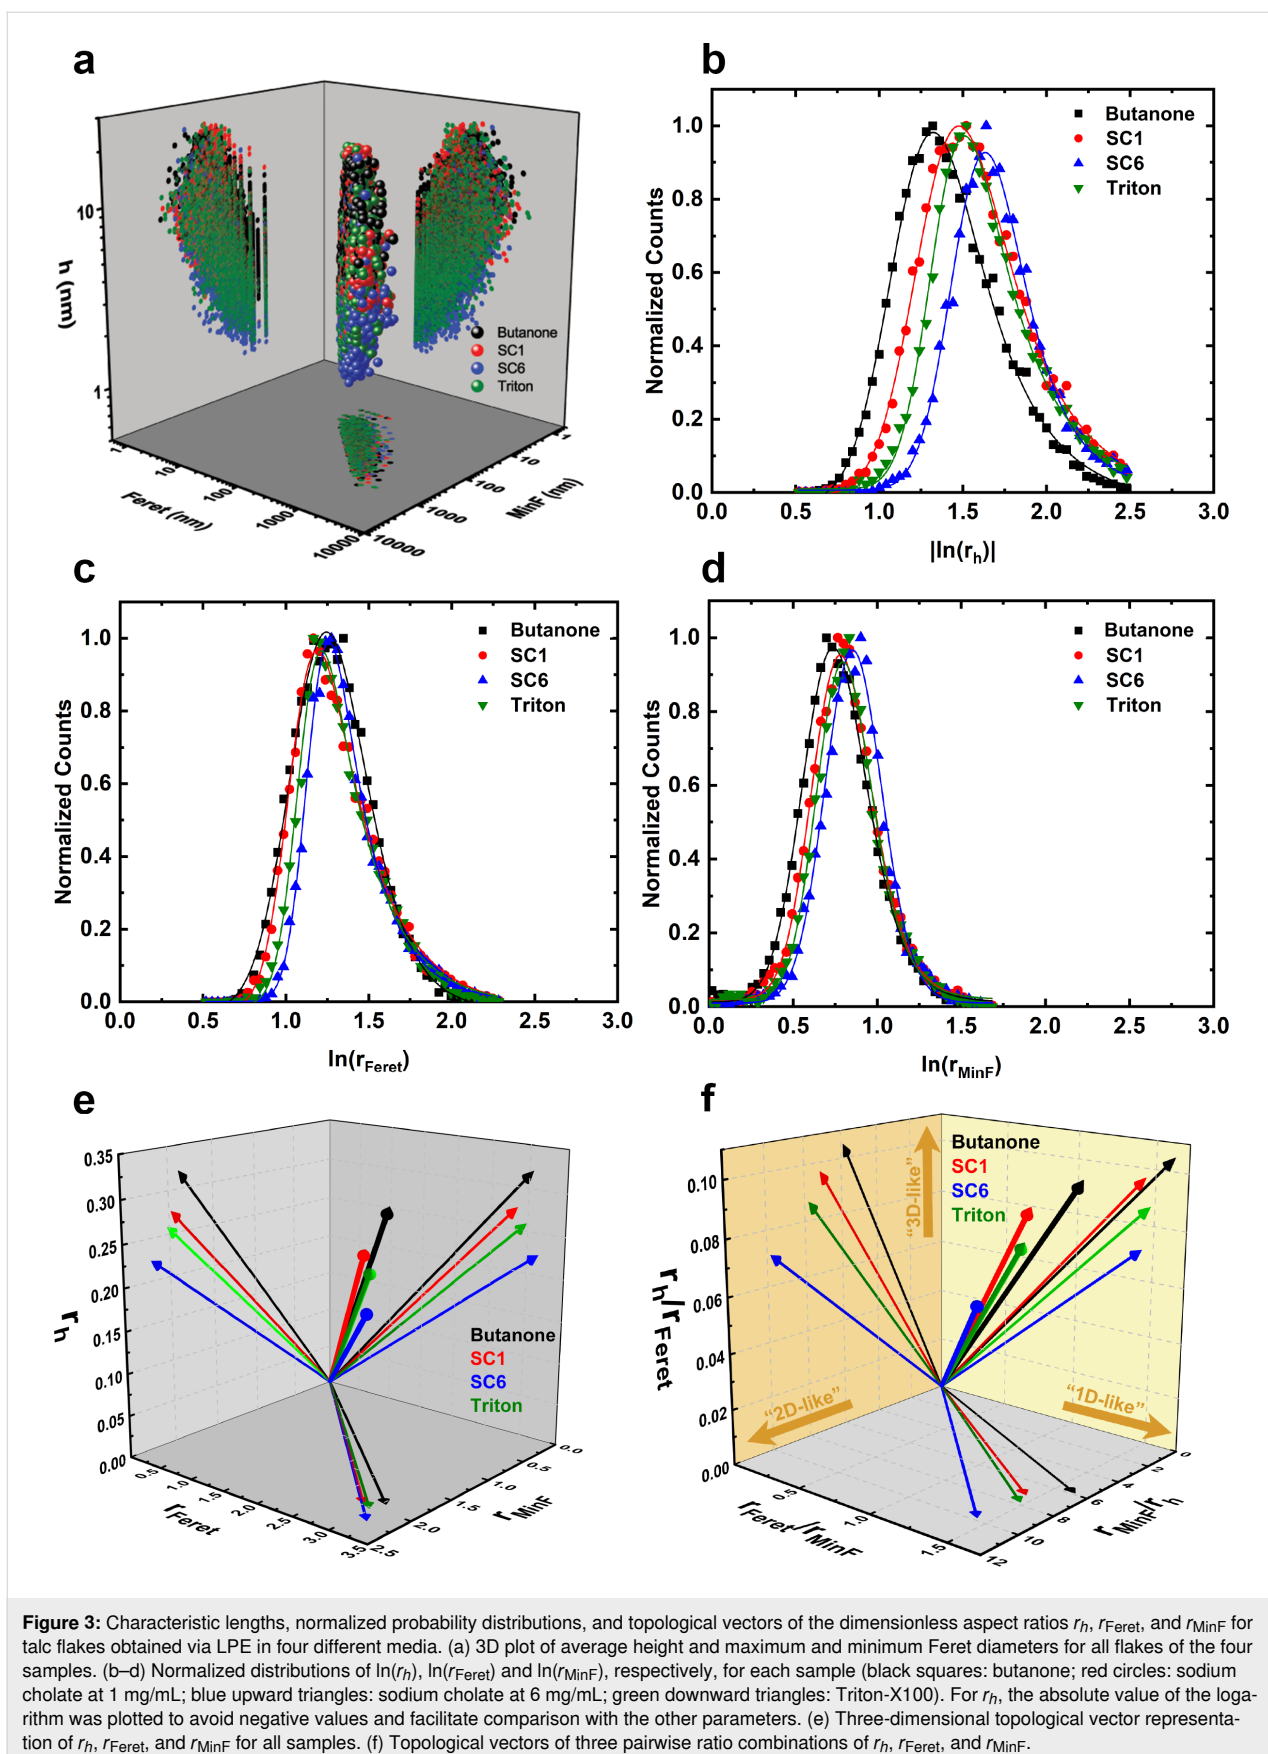 a
h (nm)
10
1
1
10
100
1000
10000
Feret (nm)
10000
1000
100
10
1
MinF (nm)
Butanone
SC1
SC6
Triton
b
Normalized Counts
1.0
0.8
0.6
0.4
0.2
0.0
0.0 0.5 1.0 1.5 2.0 2.5 3.0
|ln(rh)|
Butanone
SC1
SC6
Triton
c
Normalized Counts
1.0
0.8
0.6
0.4
0.2
0.0
0.0 0.5 1.0 1.5 2.0 2.5 3.0
ln(rFeret)
Butanone
SC1
SC6
Triton
d
Normalized Counts
1.0
0.8
0.6
0.4
0.2
0.0
0.0 0.5 1.0 1.5 2.0 2.5 3.0
ln(rMinF)
Butanone
SC1
SC6
Triton
e
rh
0.35
0.30
0.25
0.20
0.15
0.10
0.05
0.00
0.5 1.0 1.5 2.0 2.5 3.0 3.5
rFeret
2.5 2.0 1.5 1.0 0.5 0.0
rMinF
Butanone
SC1
SC6
Triton
f
rh/rFeret
0.10
0.08
0.06
0.04
0.02
0.00
0.5 1.0 1.5
rFeret/rMinF
12 10 8 6 4 2 0
rMinF/rh
Butanone
SC1
SC6
Triton
“3D-like”
“2D-like”
“1D-like”
Figure 3: Characteristic lengths, normalized probability distributions, and topological vectors of the dimensionless aspect ratios rh, rFeret, and rMinF for
talc flakes obtained via LPE in four different media. (a) 3D plot of average height and maximum and minimum Feret diameters for all flakes of the four
samples. (b–d) Normalized distributions of ln(rh), ln(rFeret) and ln(rMinF), respectively, for each sample (black squares: butanone; red circles: sodium
cholate at 1 mg/mL; blue upward triangles: sodium cholate at 6 mg/mL; green downward triangles: Triton-X100). For rh, the absolute value of the loga-
rithm was plotted to avoid negative values and facilitate comparison with the other parameters. (e) Three-dimensional topological vector representa-
tion of rh, rFeret, and rMinF for all samples. (f) Topological vectors of three pairwise ratio combinations of rh, rFeret, and rMinF.